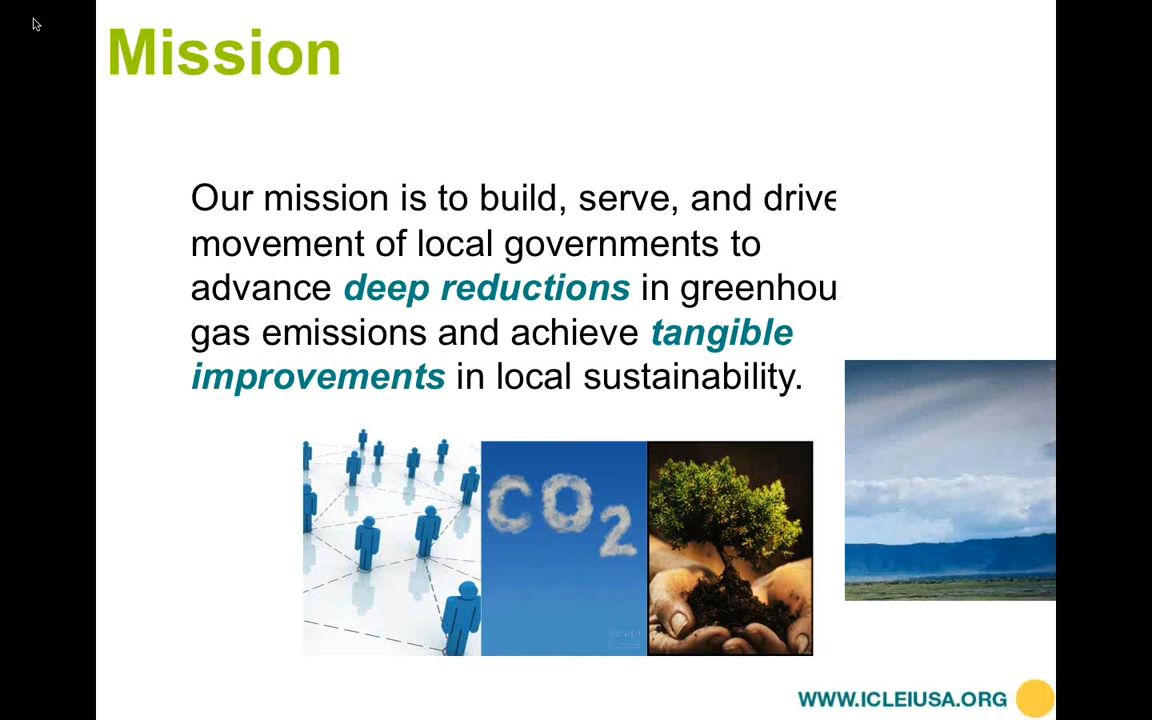 Mission
Our mission is to build, serve, and drive
movement of local governments to
advance deep reductions in greenhou
gas emissions and achieve tangible
improvements in local sustainability.
CO2
WWW.ICLEIUSA.ORG